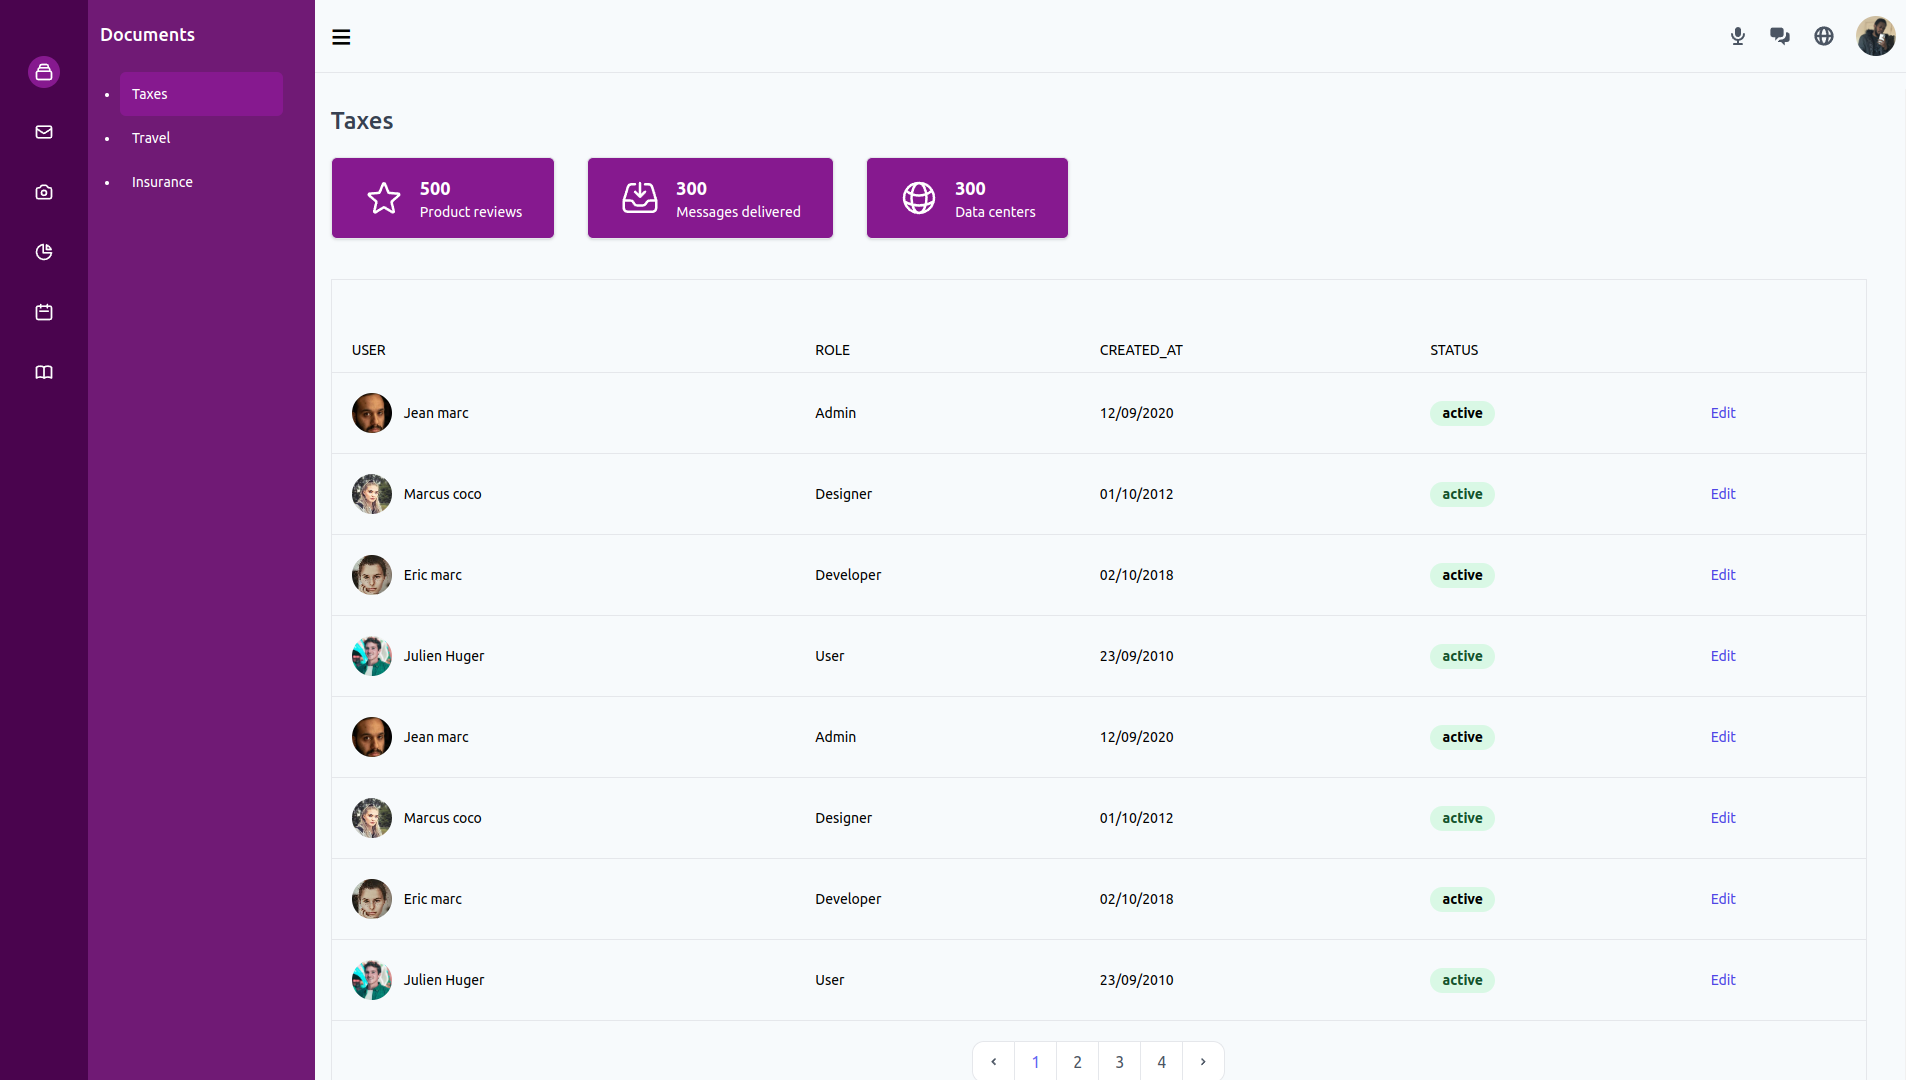 Documents
Taxes
Travel
Insurance
Taxes
500
Product reviews
300
Messages delivered
300
Data centers
USER ROLE CREATED_AT STATUS
Jean marc Admin 12/09/2020 active Edit
Marcus coco Designer 01/10/2012 active Edit
Eric marc Developer 02/10/2018 active Edit
Julien Huger User 23/09/2010 active Edit
Jean marc Admin 12/09/2020 active Edit
Marcus coco Designer 01/10/2012 active Edit
Eric marc Developer 02/10/2018 active Edit
Julien Huger User 23/09/2010 active Edit
‹ 1 2 3 4 ›